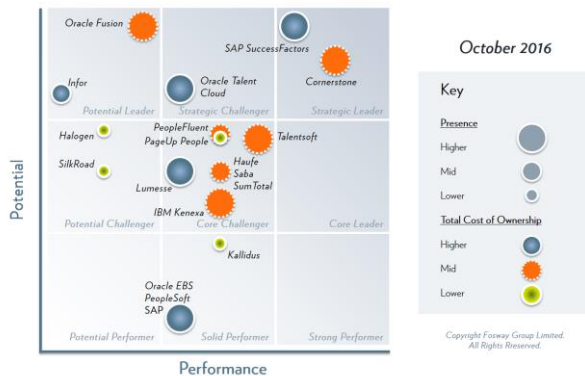 Oracle Fusion
SAP SuccessFactors
Cornerstone
Infor
Oracle Talent
Cloud
Potential Leader
Strategic Challenger
Strategic Leader
Halogen
PeopleFluent
PageUp People
Talentsoft
SilkRoad
Haufe
Saba
SumTotal
Lumesse
IBM Kenexa
Potential Challenger
Core Challenger
Core Leader
Kallidus
Oracle EBS
PeopleSoft
SAP
Potential Performer
Solid Performer
Strong Performer
Potential
Performance
October 2016
Key
Presence
Higher
Mid
Lower
Total Cost of Ownership
Higher
Mid
Lower
Copyright Fosway Group Limited.
All Rights Reserved.